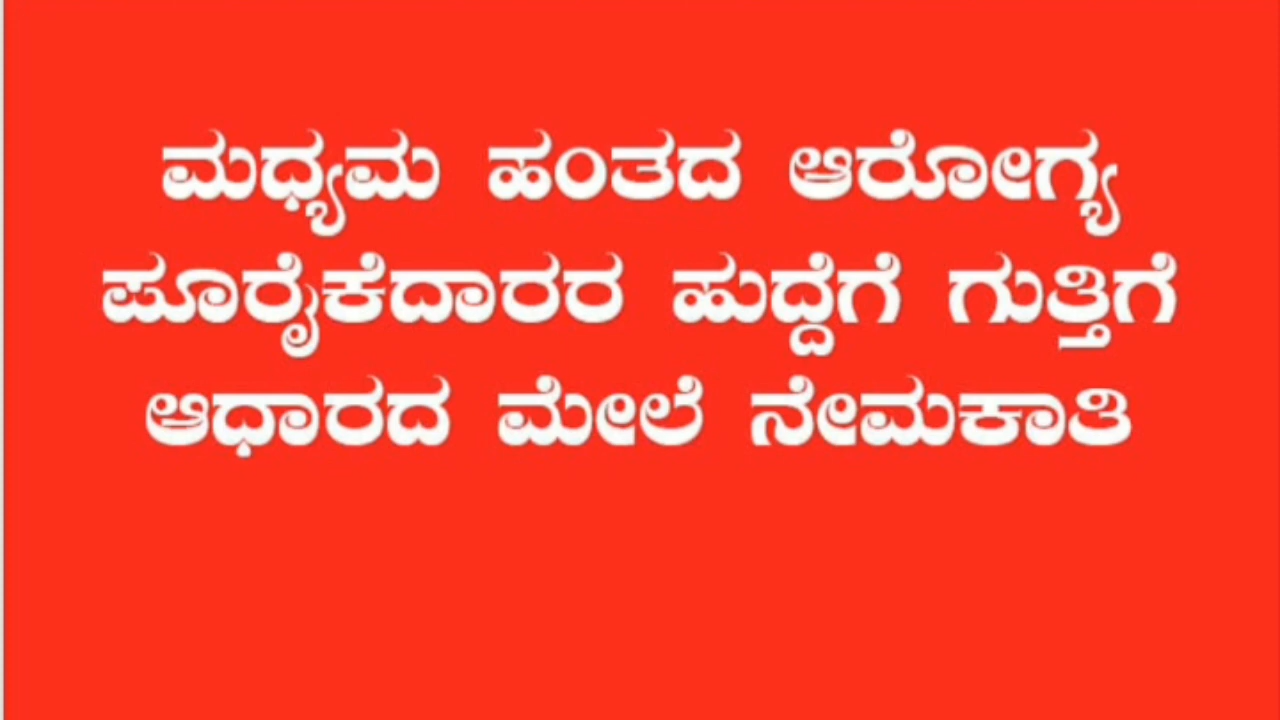 ಮಧ್ಯಮ ಹಂತದ ಆರೋಗ್ಯ
ಪೂರೈಕೆದಾರರ ಹುದ್ದೆಗೆ ಗುತ್ತಿಗೆ
ಆಧಾರದ ಮೇಲೆ ನೇಮಕಾತಿ